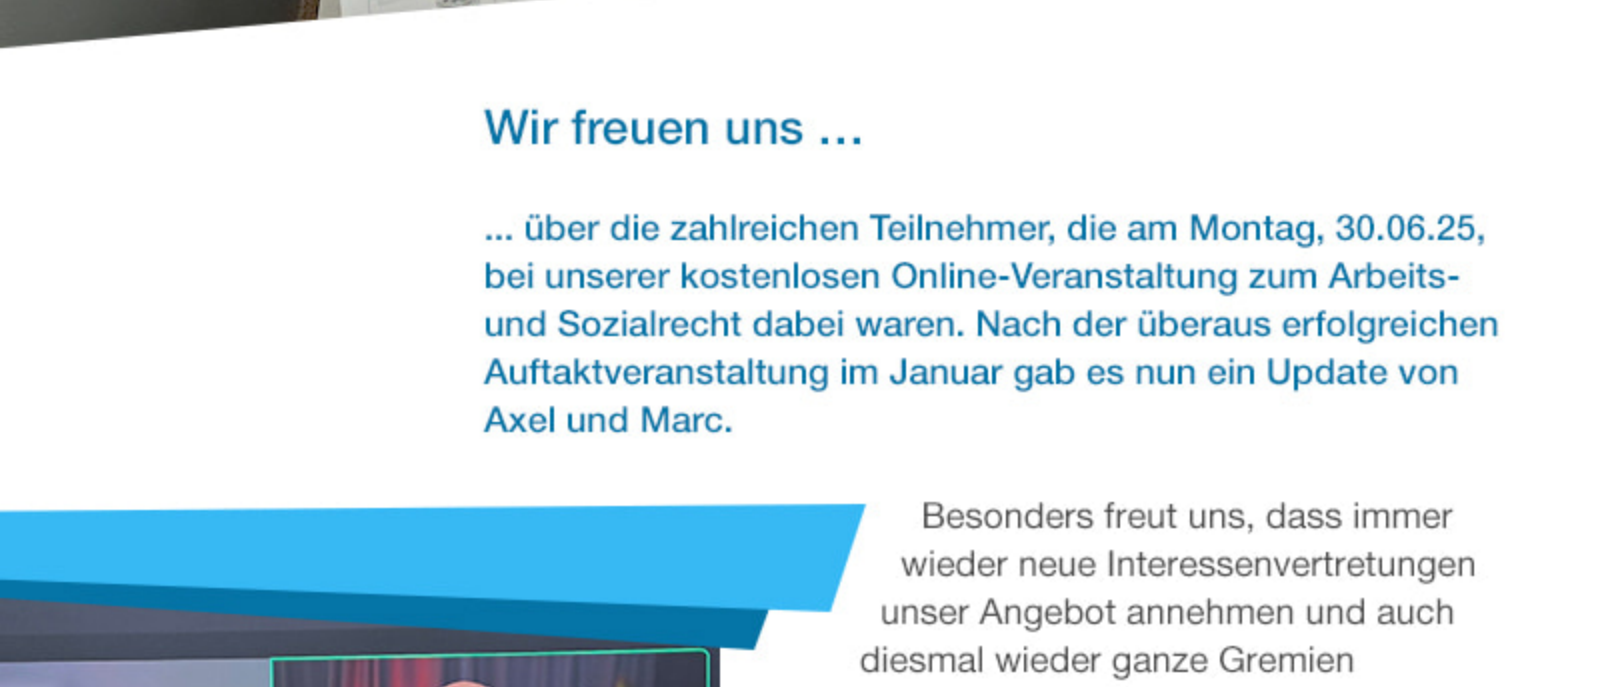 Wir freuen uns ...
... über die zahlreichen Teilnehmer, die am Montag, 30.06.25,
bei unserer kostenlosen Online-Veranstaltung zum Arbeits-
und Sozialrecht dabei waren. Nach der überaus erfolgreichen
Auftaktveranstaltung im Januar gab es nun ein Update von
Axel und Marc.
Besonders freut uns, dass immer
wieder neue Interessenvertretungen
unser Angebot annehmen und auch
diesmal wieder ganze Gremien